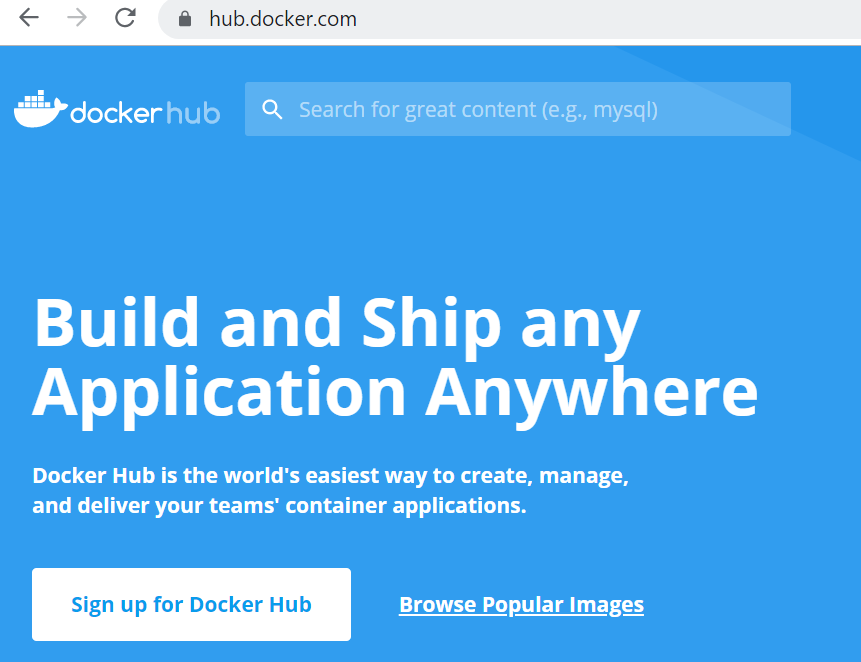 hub.docker.com
docker hub
Search for great content (e.g., mysql)
Build and Ship any
Application Anywhere
Docker Hub is the world's easiest way to create, manage,
and deliver your teams' container applications.
Sign up for Docker Hub
Browse Popular Images